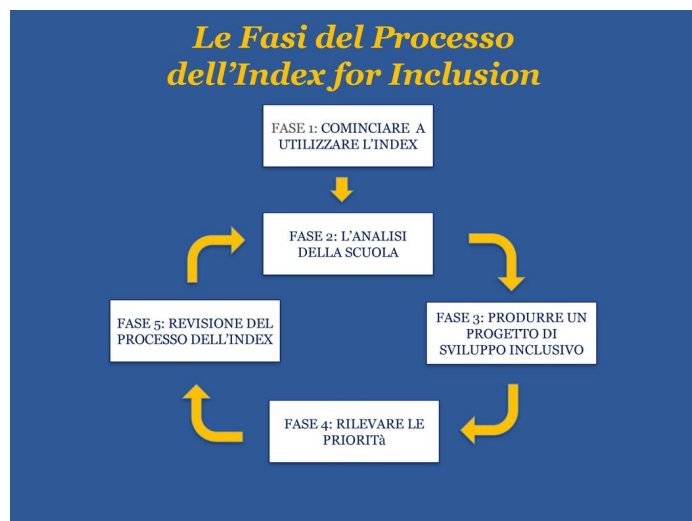 Le Fasi del Processo
dell'Index for Inclusion
FASE 1: COMINCIARE A
UTILIZZARE L'INDEX
FASE 2: L'ANALISI
DELLA SCUOLA
FASE 3: PRODURRE UN
PROGETTO DI
SVILUPPO INCLUSIVO
FASE 4: RILEVARE LE
PRIORITà
FASE 5: REVISIONE DEL
PROCESSO DELL'INDEX